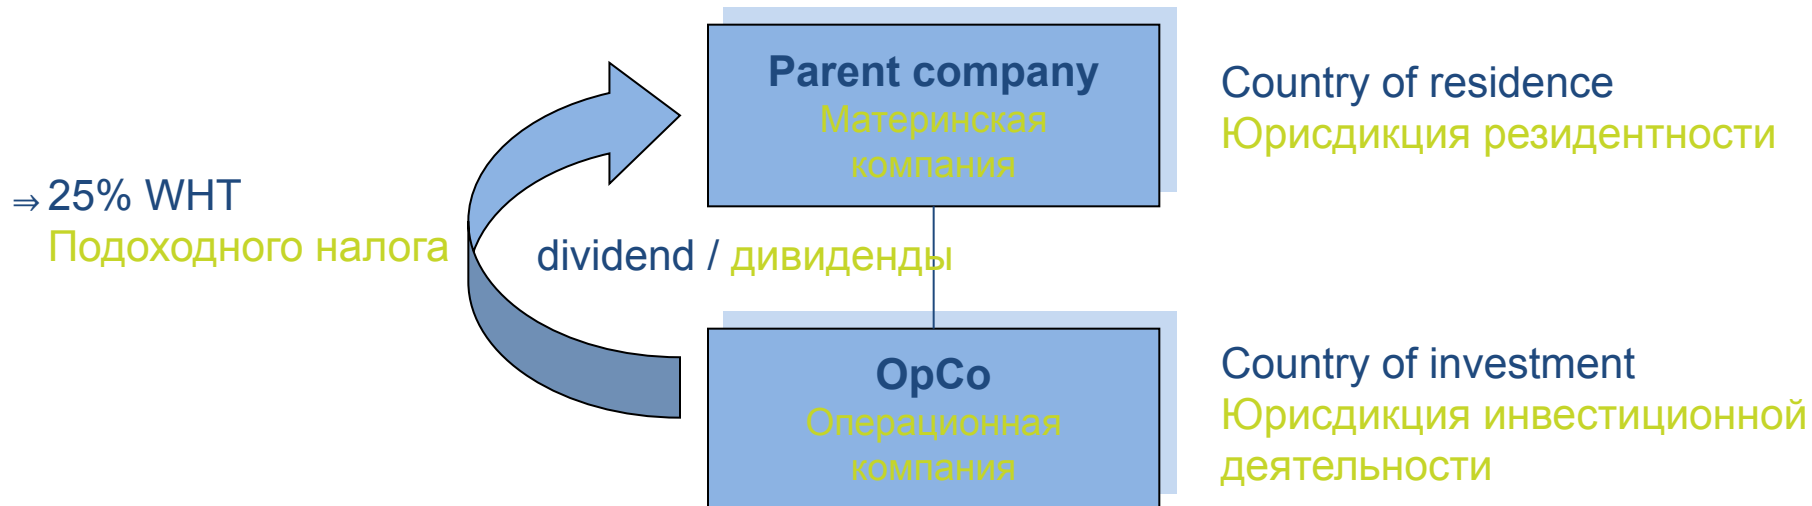 Parent company
Материнская
компания
Country of residence
Юрисдикция резидентности
⇒ 25% WHT
Подоходного налога
dividend / дивиденды
OpCo
Операционная
компания
Country of investment
Юрисдикция инвестиционной
деятельности